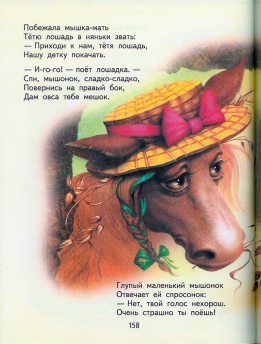 Побежала мышка-мать
Тётю лошадь в няньки звать:
— Приходи к нам, тётя лошадь,
Нашу детку покачать.
— И-го-го! — поёт лошадка. —
Спи, мышонок, сладко-сладко,
Повернись на правый бок,
Дам овса тебе мешок.
Глупый маленький мышонок
Отвечает ей спросонок:
— Нет, твой голос нехорош.
Очень страшно ты поёшь!
158